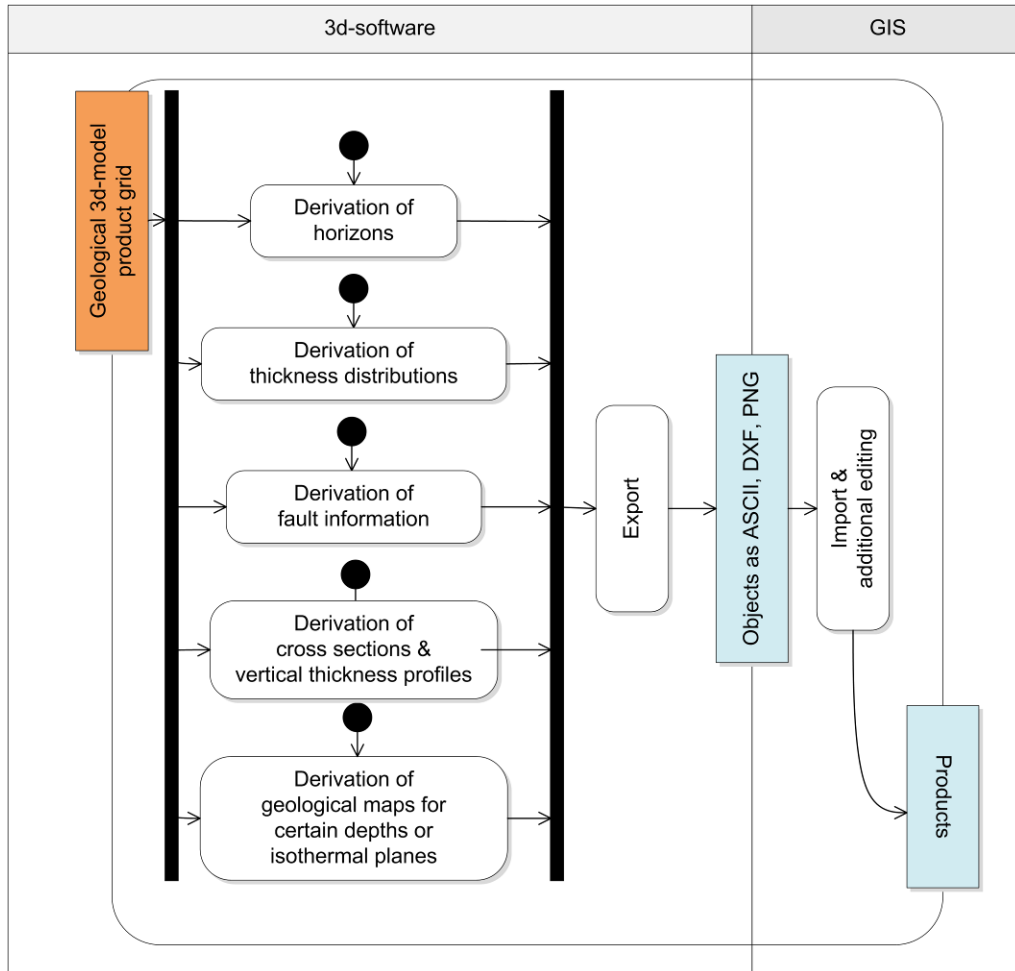 3d-software
GIS
Geological 3d-model
product grid
Derivation of
horizons
Derivation of
thickness distributions
Derivation of
fault information
Derivation of
cross sections &
vertical thickness profiles
Derivation of
geological maps for
certain depths or
isothermal planes
Export
Objects as ASCII, DXF, PNG
Import &
additional editing
Products